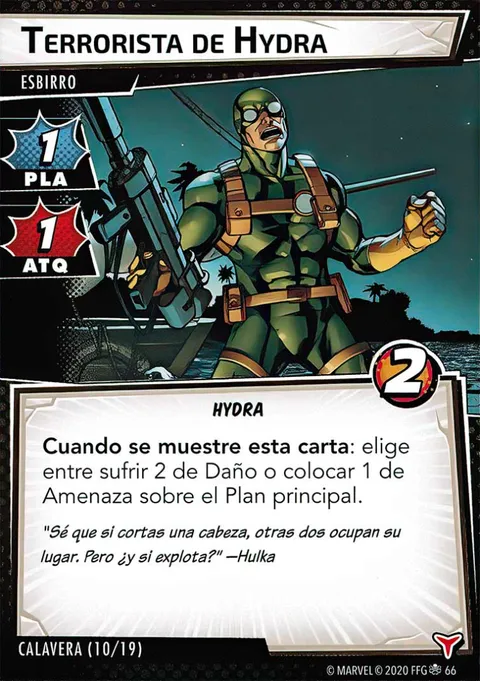 TERRORISTA DE HYDRA
ESBIRRO
1
PLA
1
ATQ
2
HYDRA
Cuando se muestre esta carta: elige
entre sufrir 2 de Daño o colocar 1 de
Amenaza sobre el Plan principal.
"Sé que si cortas una cabeza, otras dos ocupan su
lugar. Pero ¿y si explota?" —Hulka
CALAVERA (10/19)
© MARVEL © 2020 FFG 66